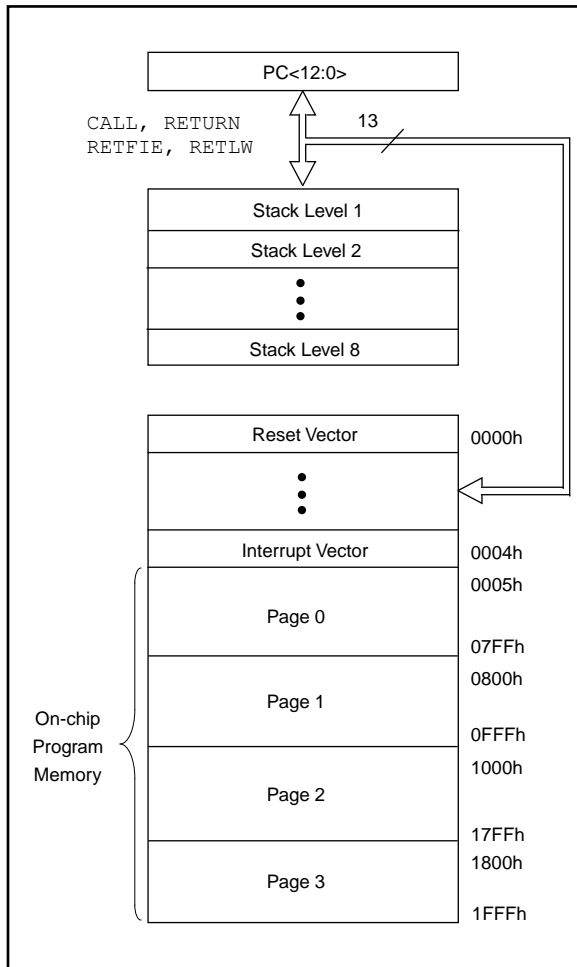 PC<12:0>
CALL, RETURN
RETFIE, RETLW
13
Stack Level 1
Stack Level 2
Stack Level 8
Reset Vector
0000h
Interrupt Vector
0004h
0005h
Page 0
07FFh
0800h
Page 1
0FFFh
On-chip
Program
Memory
1000h
Page 2
17FFh
1800h
Page 3
1FFFh